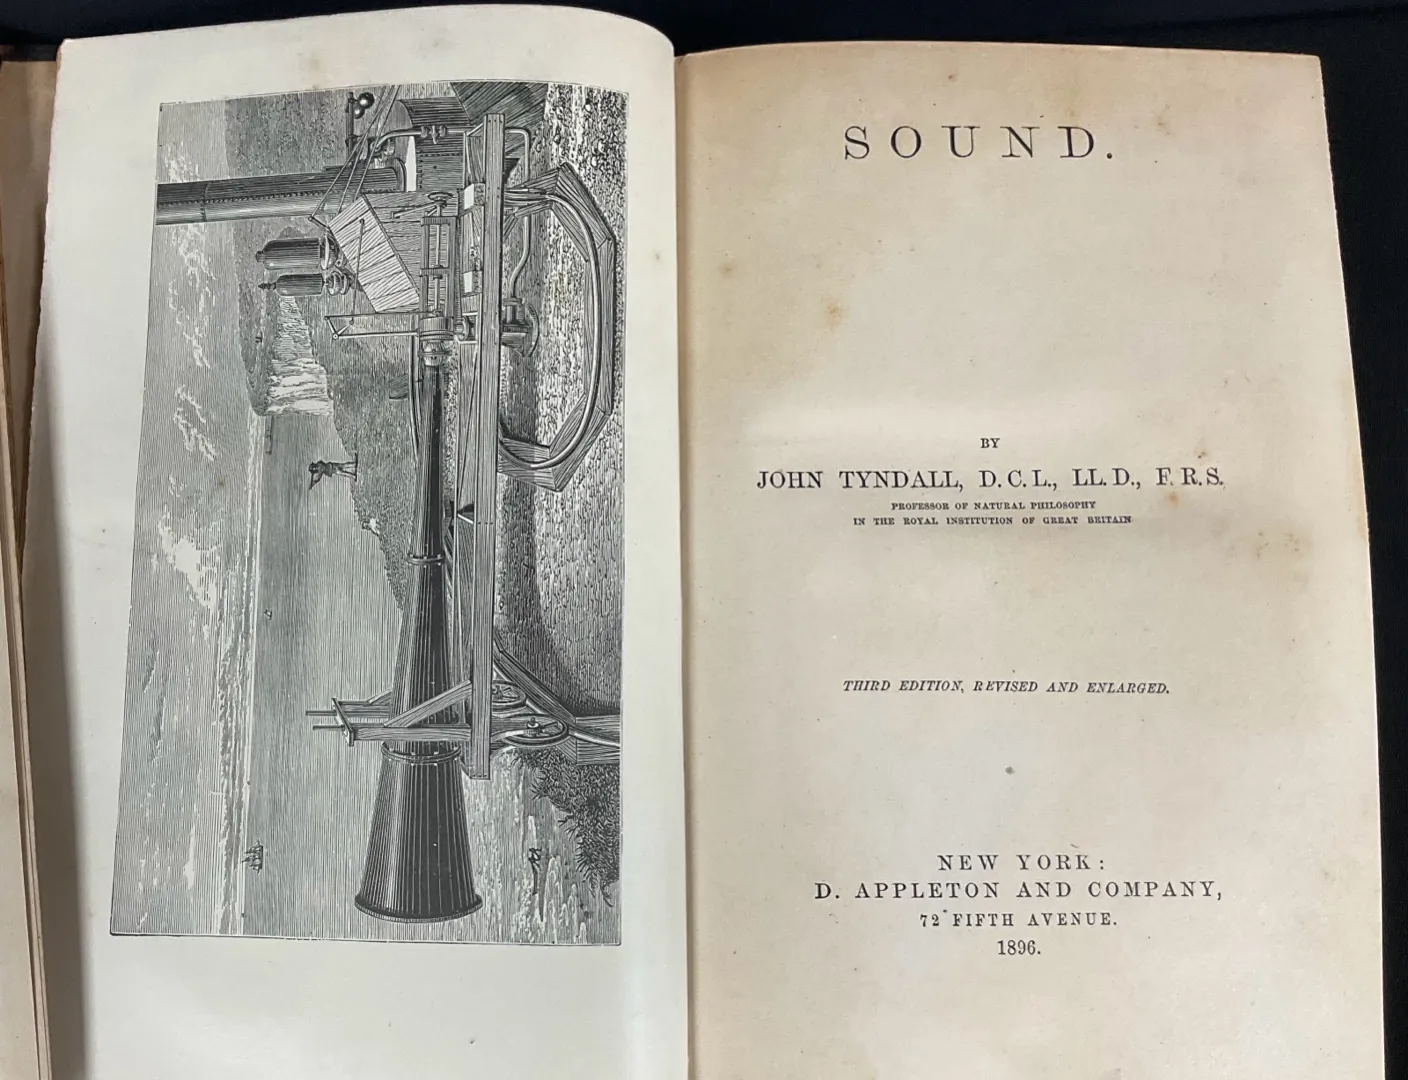 SOUND.
BY
JOHN TYNDALL, D.C.L., LL.D., F.R.S.
PROFESSOR OF NATURAL PHILOSOPHY
IN THE ROYAL INSTITUTION OF GREAT BRITAIN
THIRD EDITION, REVISED AND ENLARGED.
NEW YORK:
D. APPLETON AND COMPANY,
72 FIFTH AVENUE.
1896.